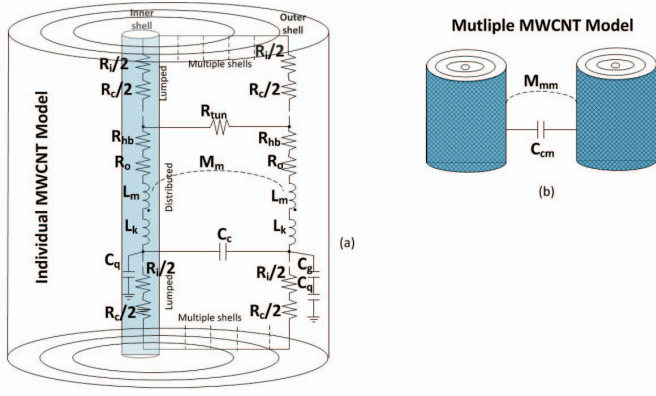 Inner
shell
Outer
shell
(a)
Mutliple MWCNT Model
Individual MWCNT Model
Ri/2
Rc/2
Lumped
Multiple shells
Ri/2
Rc/2
Rtun
Rhb
Ro
Lm
Lk
Distributed
Mm
Rhb
Ro
Lm
Lk
Cc
Cq
Ri/2
Rc/2
Lumped
Cg
Cq
Ri/2
Rc/2
Multiple shells
(a)
Mmm
Ccm
(b)